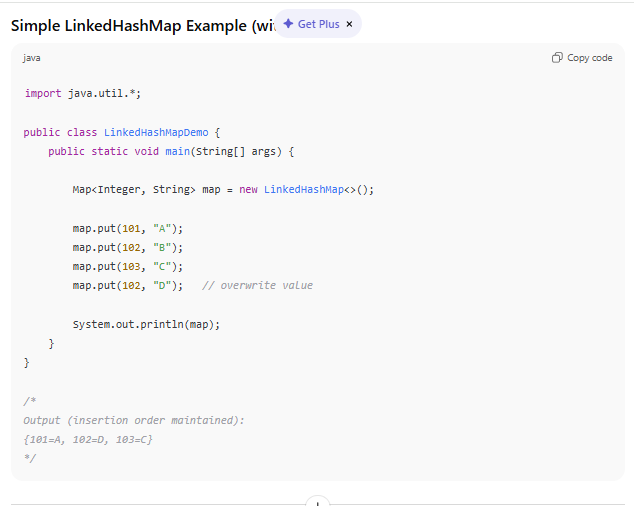 Simple LinkedHashMap Example (wi
Get Plus ×
java
Copy code
import java.util.*;
public class LinkedHashMapDemo {
public static void main(String[] args) {
Map<Integer, String> map = new LinkedHashMap<>();
map.put(101, "A");
map.put(102, "B");
map.put(103, "C");
map.put(102, "D");   // overwrite value
System.out.println(map);
}
}
/*
Output (insertion order maintained):
{101=A, 102=D, 103=C}
*/